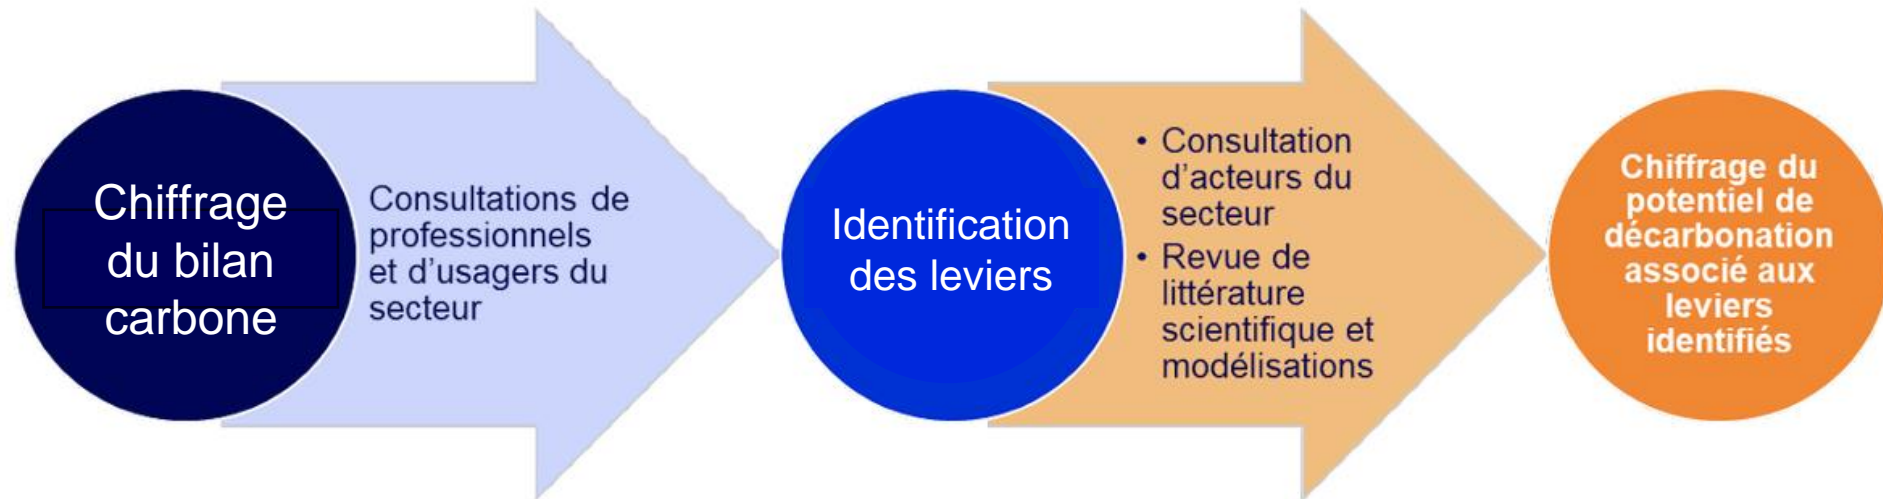 Chiffrage
du bilan
carbone
Consultations de
professionnels
et d’usagers du
secteur
Identification
des leviers
• Consultation
d’acteurs du
secteur
• Revue de
littérature
scientifique et
modélisations
Chiffrage du
potentiel de
décarbonation
associé aux
leviers
identifiés